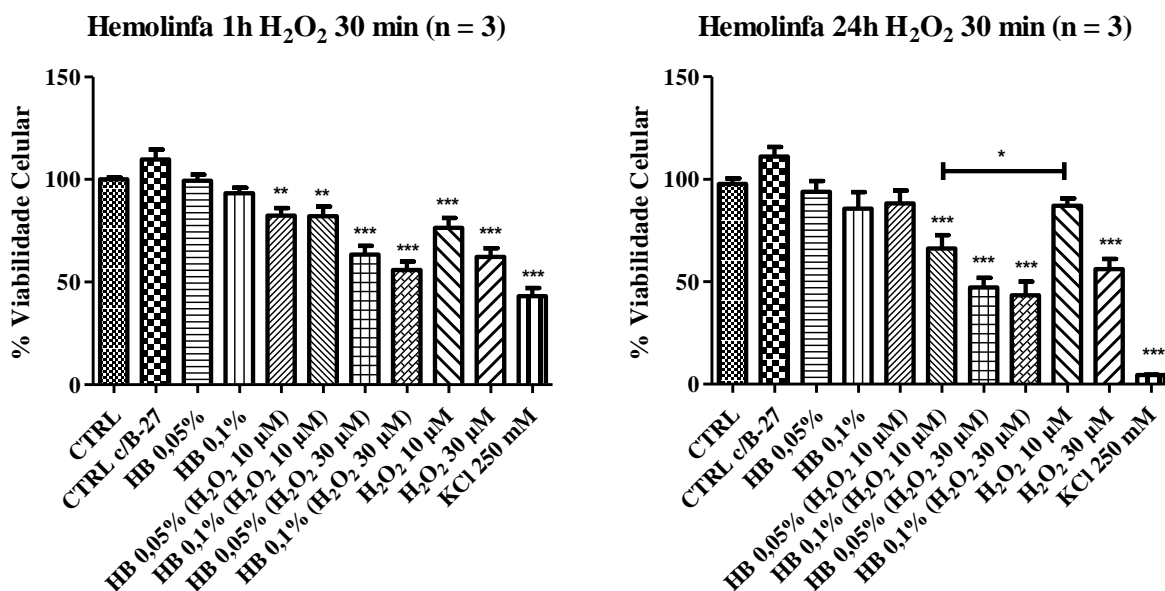 Hemolinfa 1h H₂O₂ 30 min (n = 3)
% Viabilidade Celular
150
100
50
0
**
**
***
***
***
***
***
CTRL
CTRL c/B-27
HB 0,05%
HB 0,1%
HB 0,05% (H₂O₂ 10 µM)
HB 0,1% (H₂O₂ 10 µM)
HB 0,05% (H₂O₂ 30 µM)
HB 0,1% (H₂O₂ 30 µM)
H₂O₂ 10 µM
H₂O₂ 30 µM
KCl 250 mM
Hemolinfa 24h H₂O₂ 30 min (n = 3)
% Viabilidade Celular
150
100
50
0
*
***
***
***
***
***
CTRL
CTRL c/B-27
HB 0,05%
HB 0,1%
HB 0,05% (H₂O₂ 10 µM)
HB 0,1% (H₂O₂ 10 µM)
HB 0,05% (H₂O₂ 30 µM)
HB 0,1% (H₂O₂ 30 µM)
H₂O₂ 10 µM
H₂O₂ 30 µM
KCl 250 mM